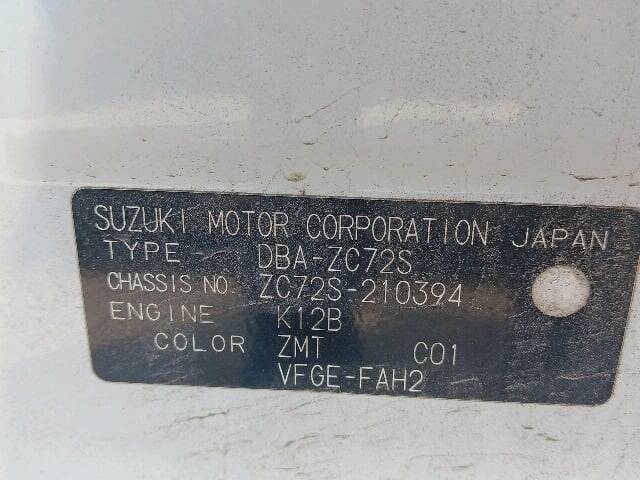 SUZUKI MOTOR CORPORATION JAPAN
TYPE DBA-ZC72S
CHASSIS NO. ZC72S-210394
ENGINE K12B
COLOR ZMT C01
VFGE-FAH2